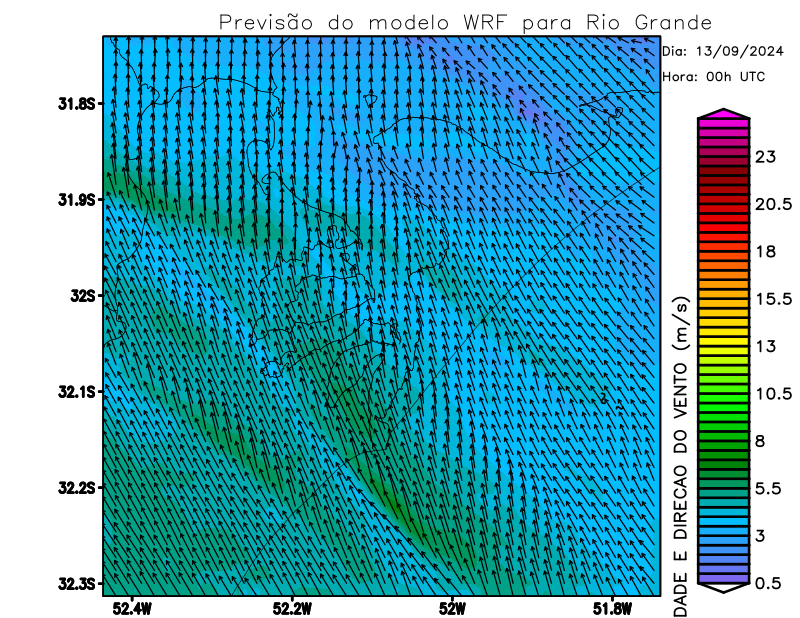 Previsão do modelo WRF para Rio Grande
Dia: 13/09/2024
Hora: 00h UTC
31.8S
31.9S
32S
32.1S
32.2S
32.3S
52.4W
52.2W
52W
51.8W
DADE E DIRECAO DO VENTO (m/s)
23
20.5
18
15.5
13
10.5
8
5.5
3
0.5